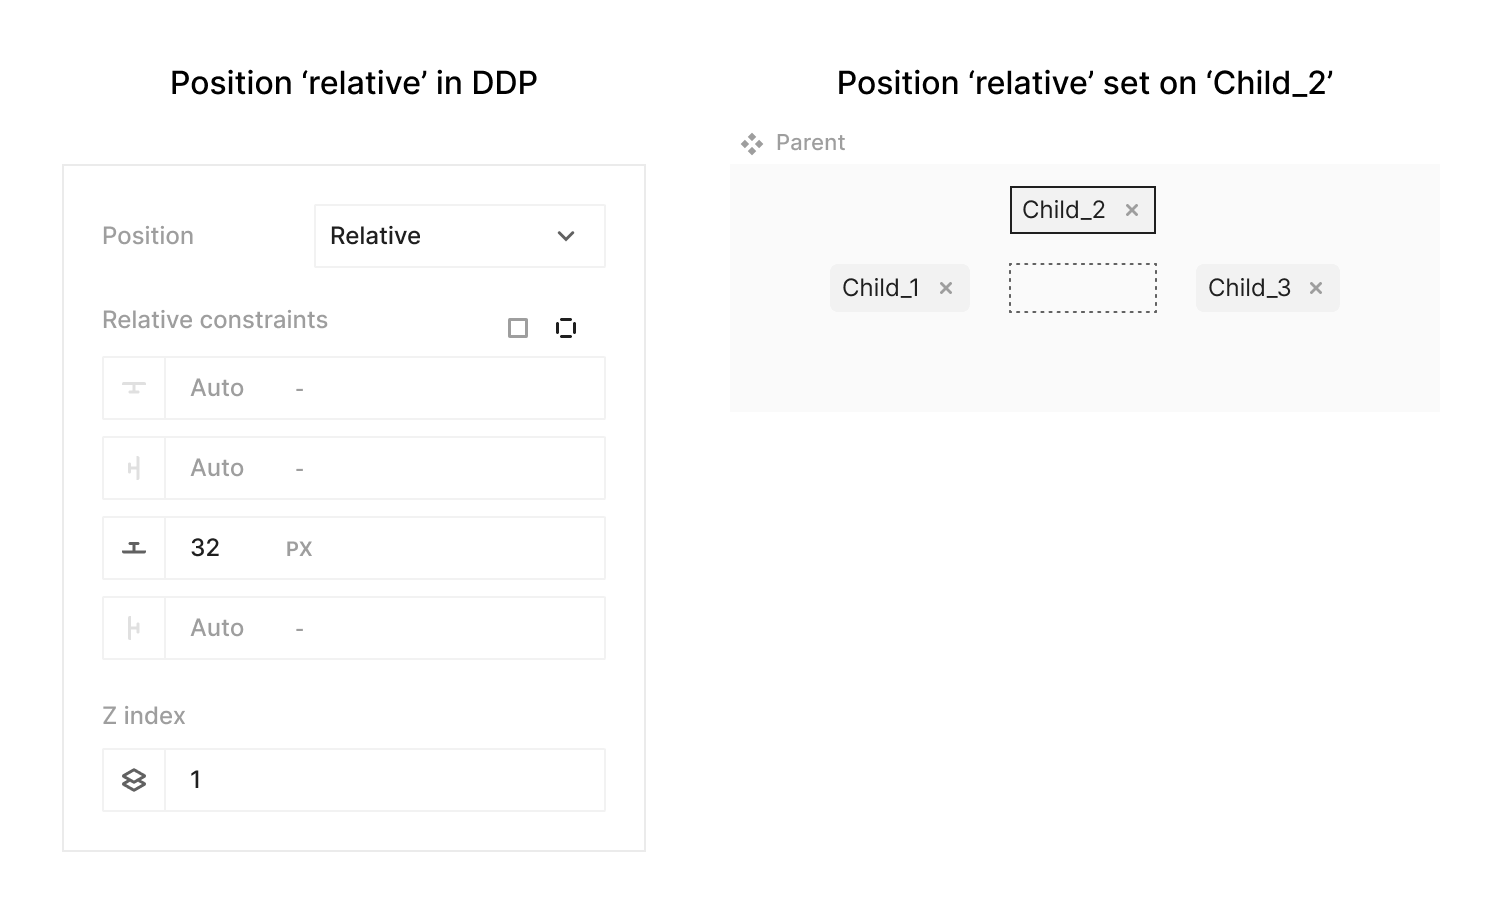 Position ‘relative’ in DDP
Position
Relative
Relative constraints
Auto -
Auto -
32 PX
Auto -
Z index
1
Position ‘relative’ set on ‘Child_2’
Parent
Child_2 ×
Child_1 ×
Child_3 ×